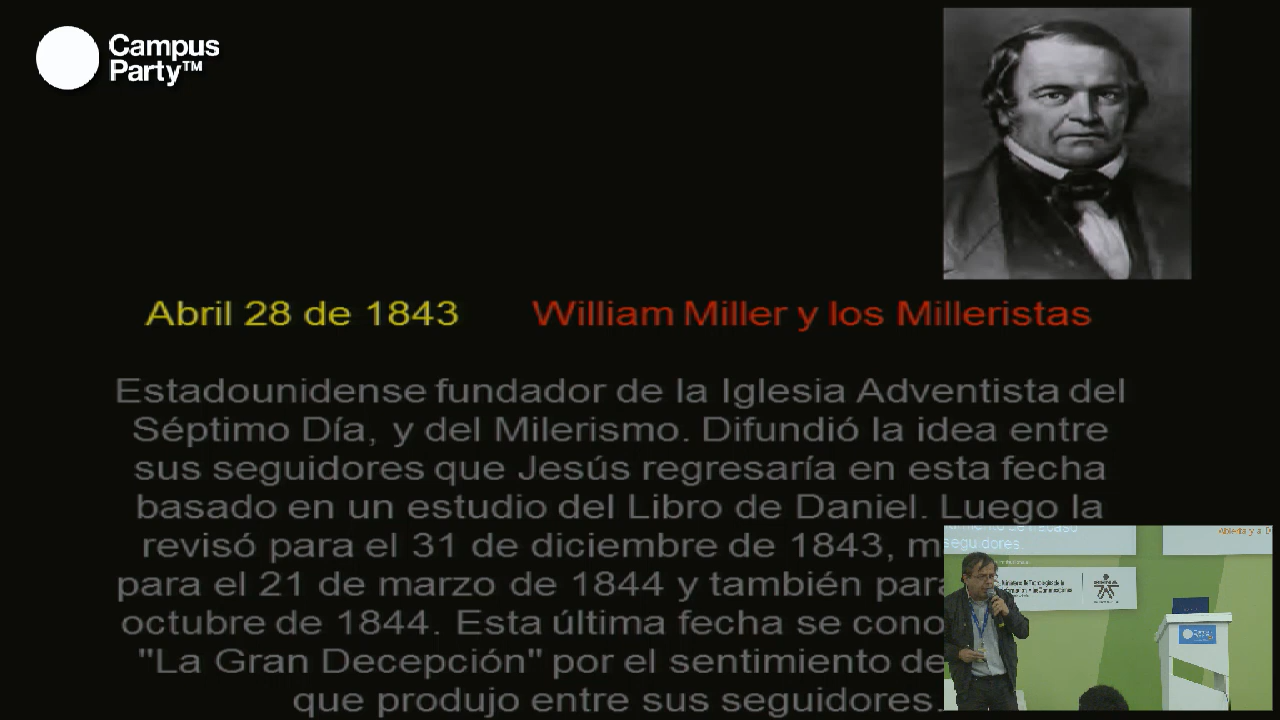 Campus
Party™
Abril 28 de 1843 William Miller y los Milleristas
Estadounidense fundador de la Iglesia Adventista del
Séptimo Día, y del Milerismo. Difundió la idea entre
sus seguidores que Jesús regresaría en esta fecha
basado en un estudio del Libro de Daniel. Luego la
revisó para el 31 de diciembre de 1843, m
para el 21 de marzo de 1844 y también para
octubre de 1844. Esta última fecha se cono
"La Gran Decepción" por el sentimiento de
que produjo entre sus seguidores.
seguidores.